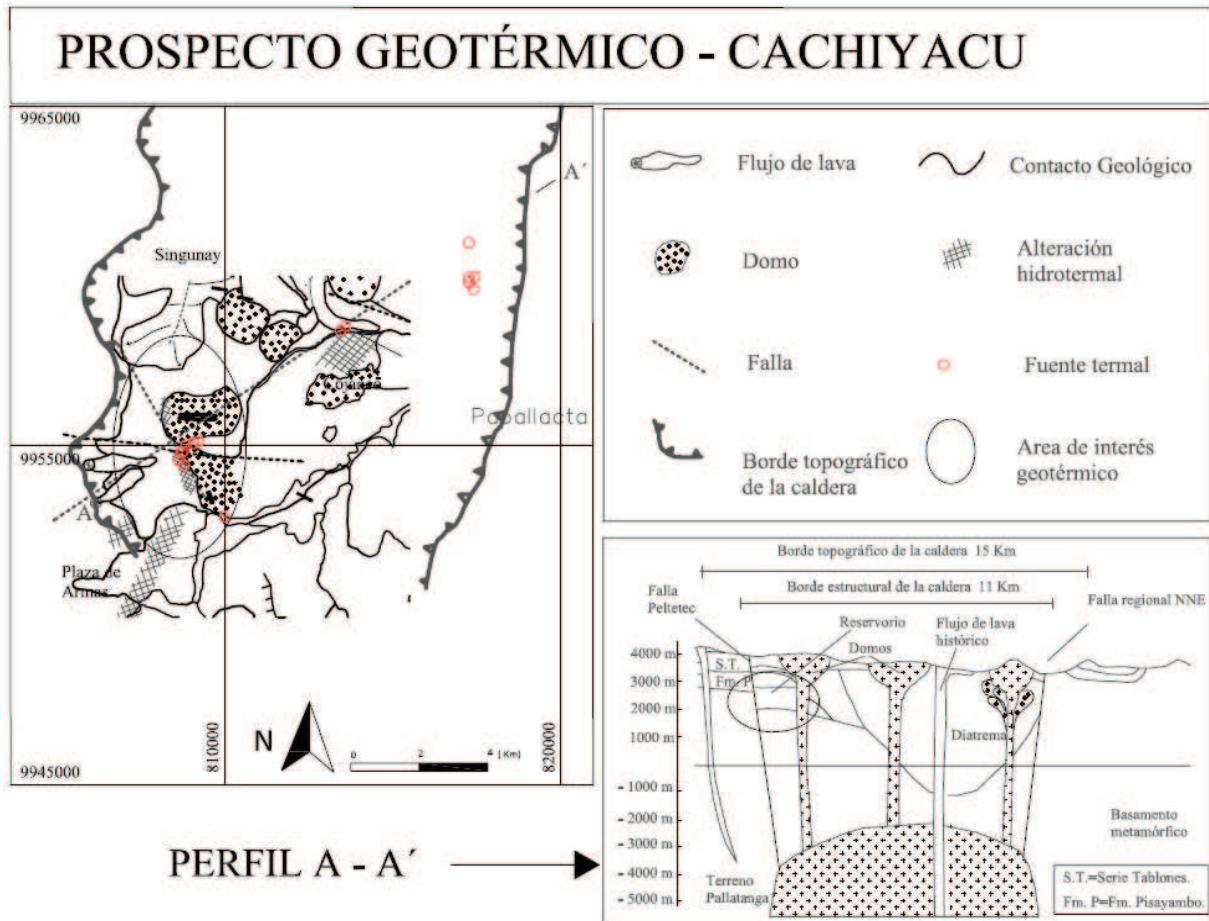 PROSPECTO GEOTÉRMICO - CACHIYACU
9965000
A´
Singunay
Papallacta
9955000
A
Plaza de
Armas
N
0 2 4 (Km)
810000
820000
9945000
Flujo de lava
Contacto Geológico
Domo
Alteración
hidrotermal
Falla
Fuente termal
Borde topográfico
de la caldera
Area de interés
geotérmico
Borde topográfico de la caldera 15 Km
Borde estructural de la caldera 11 Km
Falla
Peltetec
Reservorio
Domos
Flujo de lava
histórico
Falla regional NNE
4000 m
3000 m
2000 m
1000 m
- 1000 m
-2000 m
-3000 m
-4000 m
-5000 m
S.T.
Fm. P
Diatrema
Basamento
metamórfico
Terreno
Pallatanga
S.T.=Serie Tablones.
Fm. P=Fm. Pisayambo.
PERFIL A - A´